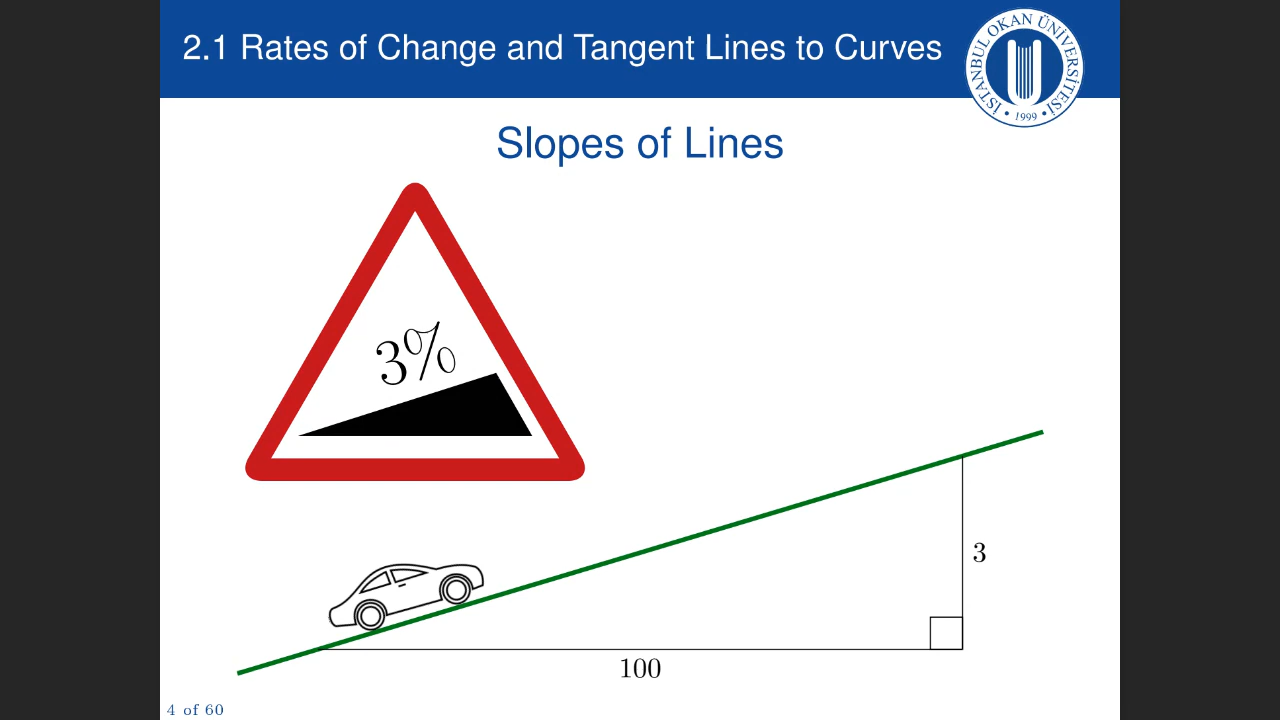 2.1 Rates of Change and Tangent Lines to Curves
İSTANBUL OKAN ÜNİVERSİTESİ
• 1999 •
Slopes of Lines
3%
3
100
4 of 60